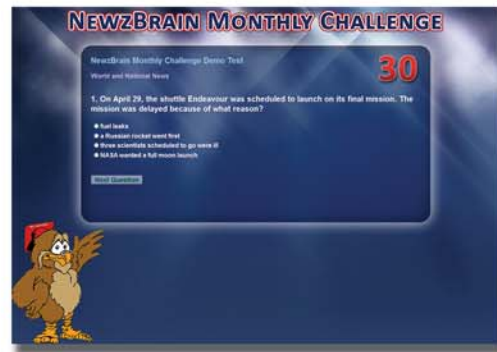 NEWZBRAIN MONTHLY CHALLENGE
NewzBrain Monthly Challenge Demo Test
30
World and National News
1. On April 29, the shuttle Endeavour was scheduled to launch on its final mission. The
mission was delayed because of what reason?
fuel leaks
a Russian rocket went first
three scientists scheduled to go were ill
NASA wanted a full moon launch
Next Question